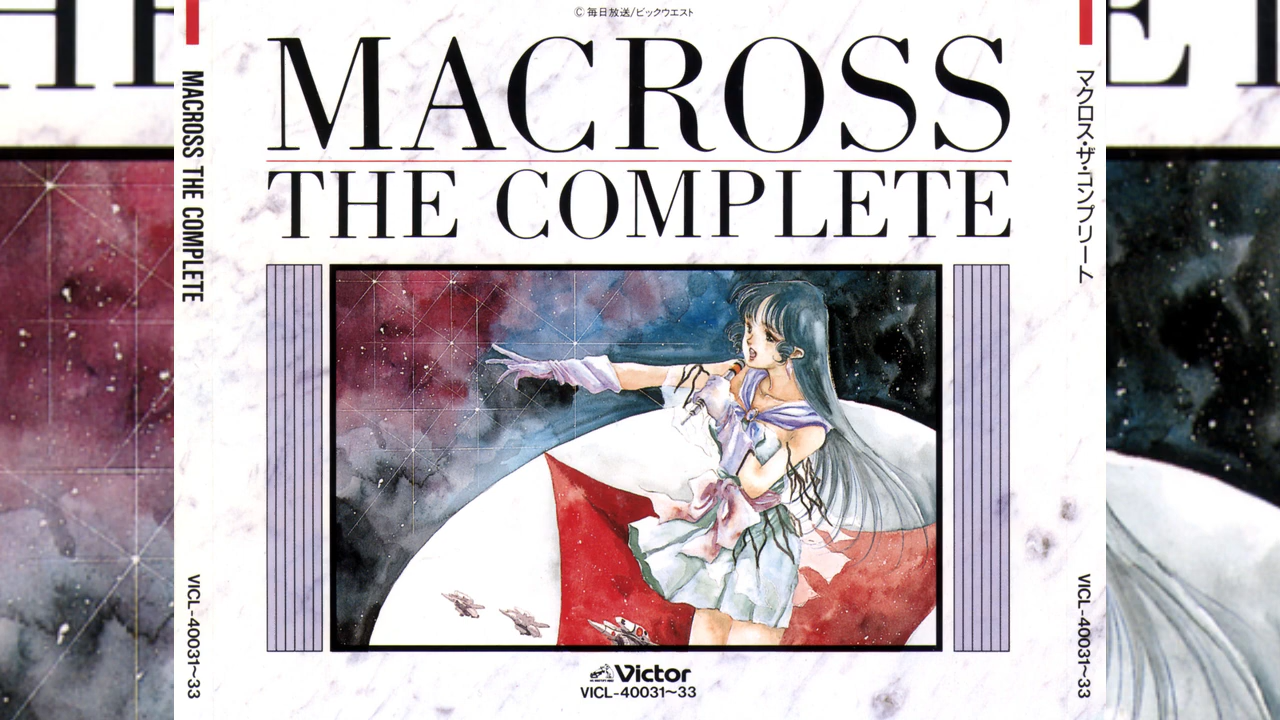 © 毎日放送/ビックウエスト
MACROSS
THE COMPLETE
MACROSS THE COMPLETE
VICL-40031~33
マクロス・ザ・コンプリート
VICL-40031~33
Victor
VICL-40031~33